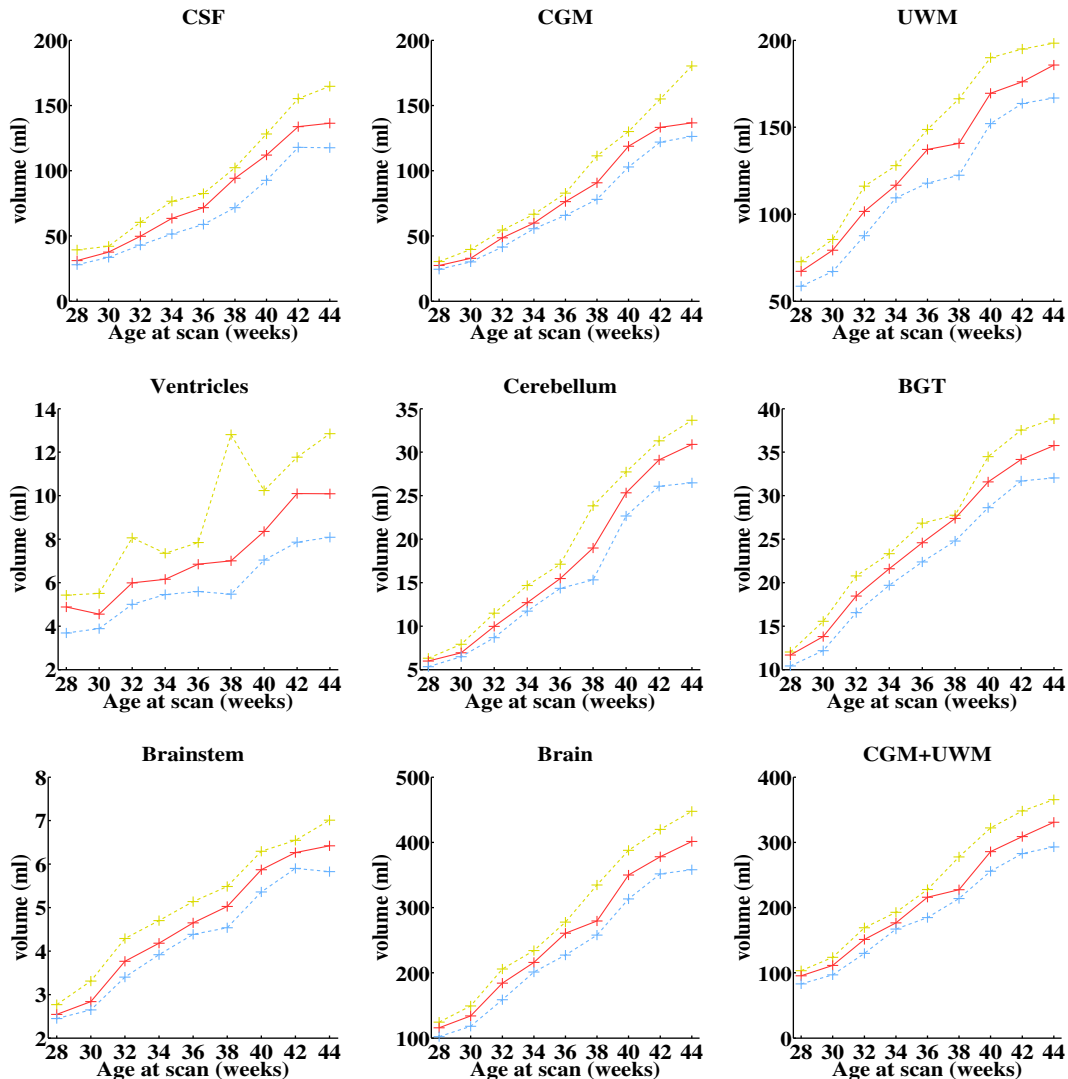 CSF
volume (ml)
200
150
100
50
0
28 30 32 34 36 38 40 42 44
Age at scan (weeks)
CGM
volume (ml)
200
150
100
50
0
28 30 32 34 36 38 40 42 44
Age at scan (weeks)
UWM
volume (ml)
200
150
100
50
28 30 32 34 36 38 40 42 44
Age at scan (weeks)
Ventricles
volume (ml)
14
12
10
8
6
4
2
28 30 32 34 36 38 40 42 44
Age at scan (weeks)
Cerebellum
volume (ml)
35
30
25
20
15
10
5
28 30 32 34 36 38 40 42 44
Age at scan (weeks)
BGT
volume (ml)
40
35
30
25
20
15
10
28 30 32 34 36 38 40 42 44
Age at scan (weeks)
Brainstem
volume (ml)
8
7
6
5
4
3
2
28 30 32 34 36 38 40 42 44
Age at scan (weeks)
Brain
volume (ml)
500
400
300
200
100
28 30 32 34 36 38 40 42 44
Age at scan (weeks)
CGM+UWM
volume (ml)
400
300
200
100
0
28 30 32 34 36 38 40 42 44
Age at scan (weeks)